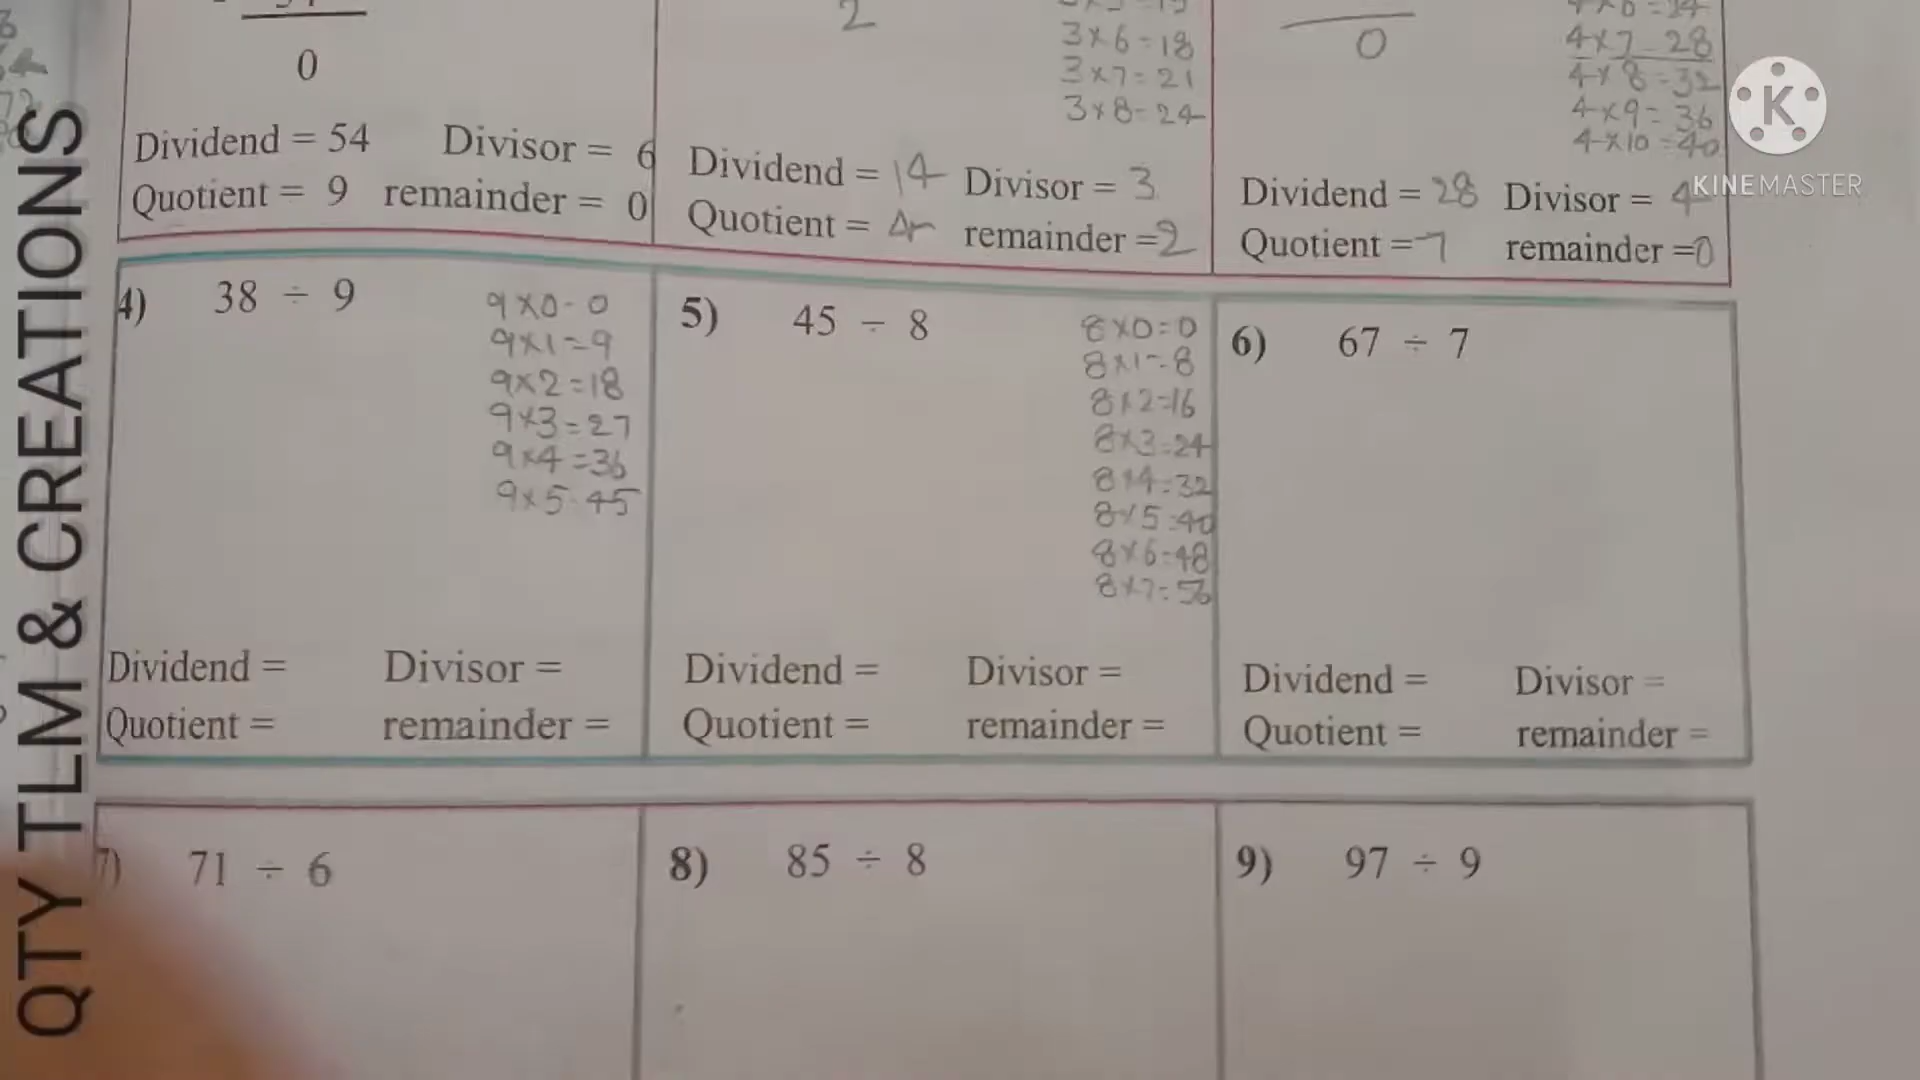 0
2
3×6=18
3×7=21
3×8=24
0
4×7=28
4×8=32
4×9=36
4×10=40
Dividend = 54 Divisor = 6
Quotient = 9 remainder = 0
Dividend = 14 Divisor = 3
Quotient = 4 remainder =2
Dividend = 28 Divisor = 4
Quotient =7 remainder =0
K
KINEMASTER
4) 38 ÷ 9
9×0-0
9×1=9
9×2=18
9×3=27
9×4=36
9×5-45
Dividend = Divisor =
Quotient = remainder =
5) 45 ÷ 8
8×0=0
8×1=8
8×2=16
8×3=24
8×4=32
8×5=40
8×6=48
8×7=56
Dividend = Divisor =
Quotient = remainder =
6) 67 ÷ 7
Dividend = Divisor =
Quotient = remainder =
7) 71 ÷ 6
8) 85 ÷ 8
9) 97 ÷ 9
QTY TLM & CREATIONS